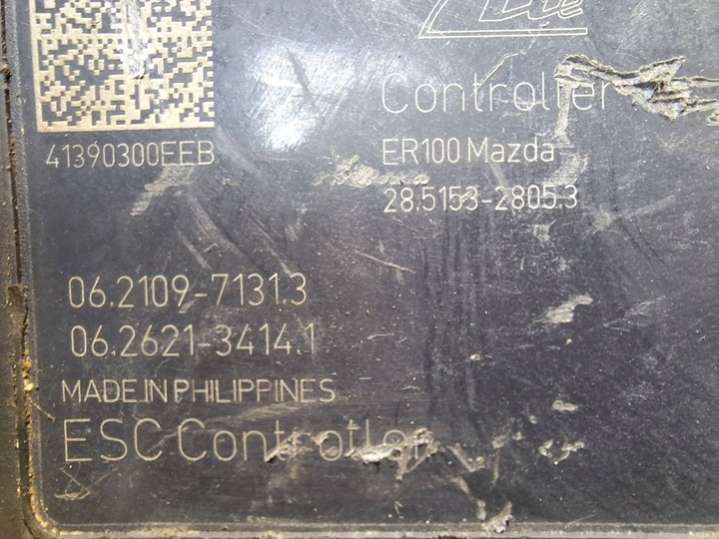 Ate
Controller
41390300EEB
ER100 Mazda
28.5153-2805.3
06.2109-7131.3
06.2621-3414.1
MADE IN PHILIPPINES
ESC Controller